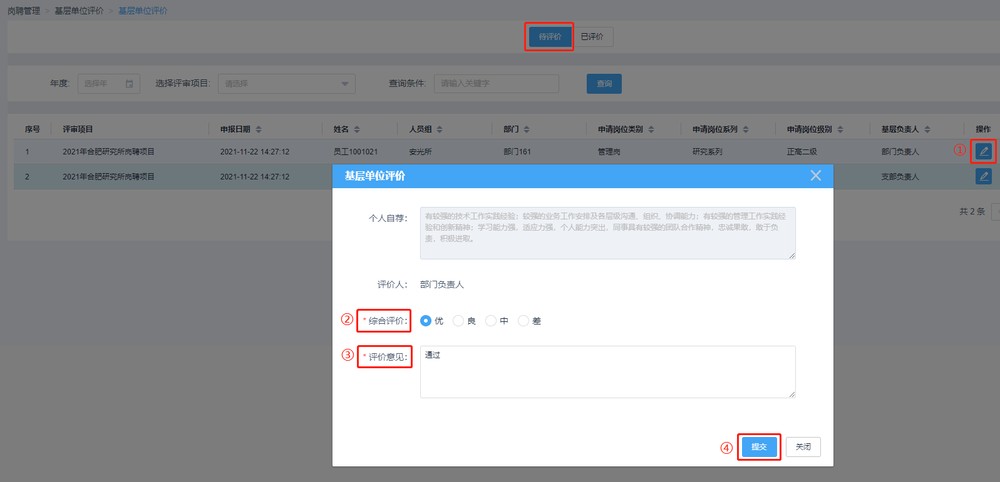 岗聘管理 > 基层单位评价 > 基层单位评价
待评价 已评价
年度: 选择年 选择评审项目: 请选择 查询条件: 请输入关键字 查询
序号 评审项目 申报日期 姓名 人员组 部门 申请岗位类别 申请岗位系列 申请岗位级别 基层负责人 操作
1 2021年合肥研究所岗聘项目 2021-11-22 14:27:12 员工1001021 安光所 部门161 管理岗 研究系列 正高二级 部门负责人 ①
2 2021年合肥研究所岗聘项目 2021-11-22 14:27:12 支部负责人
共 2 条
基层单位评价
个人自荐: 有较强的技术工作实践经验；较强的业务工作安排及各层级沟通、组织、协调能力；有较强的管理工作实践经
验和创新精神；学习能力强，适应力强，个人能力突出，同事具有较强的团队合作精神，忠诚果敢，敢于负
责，积极进取。
评价人: 部门负责人
② * 综合评价: 优 良 中 差
③ * 评价意见: 通过
④ 提交 关闭